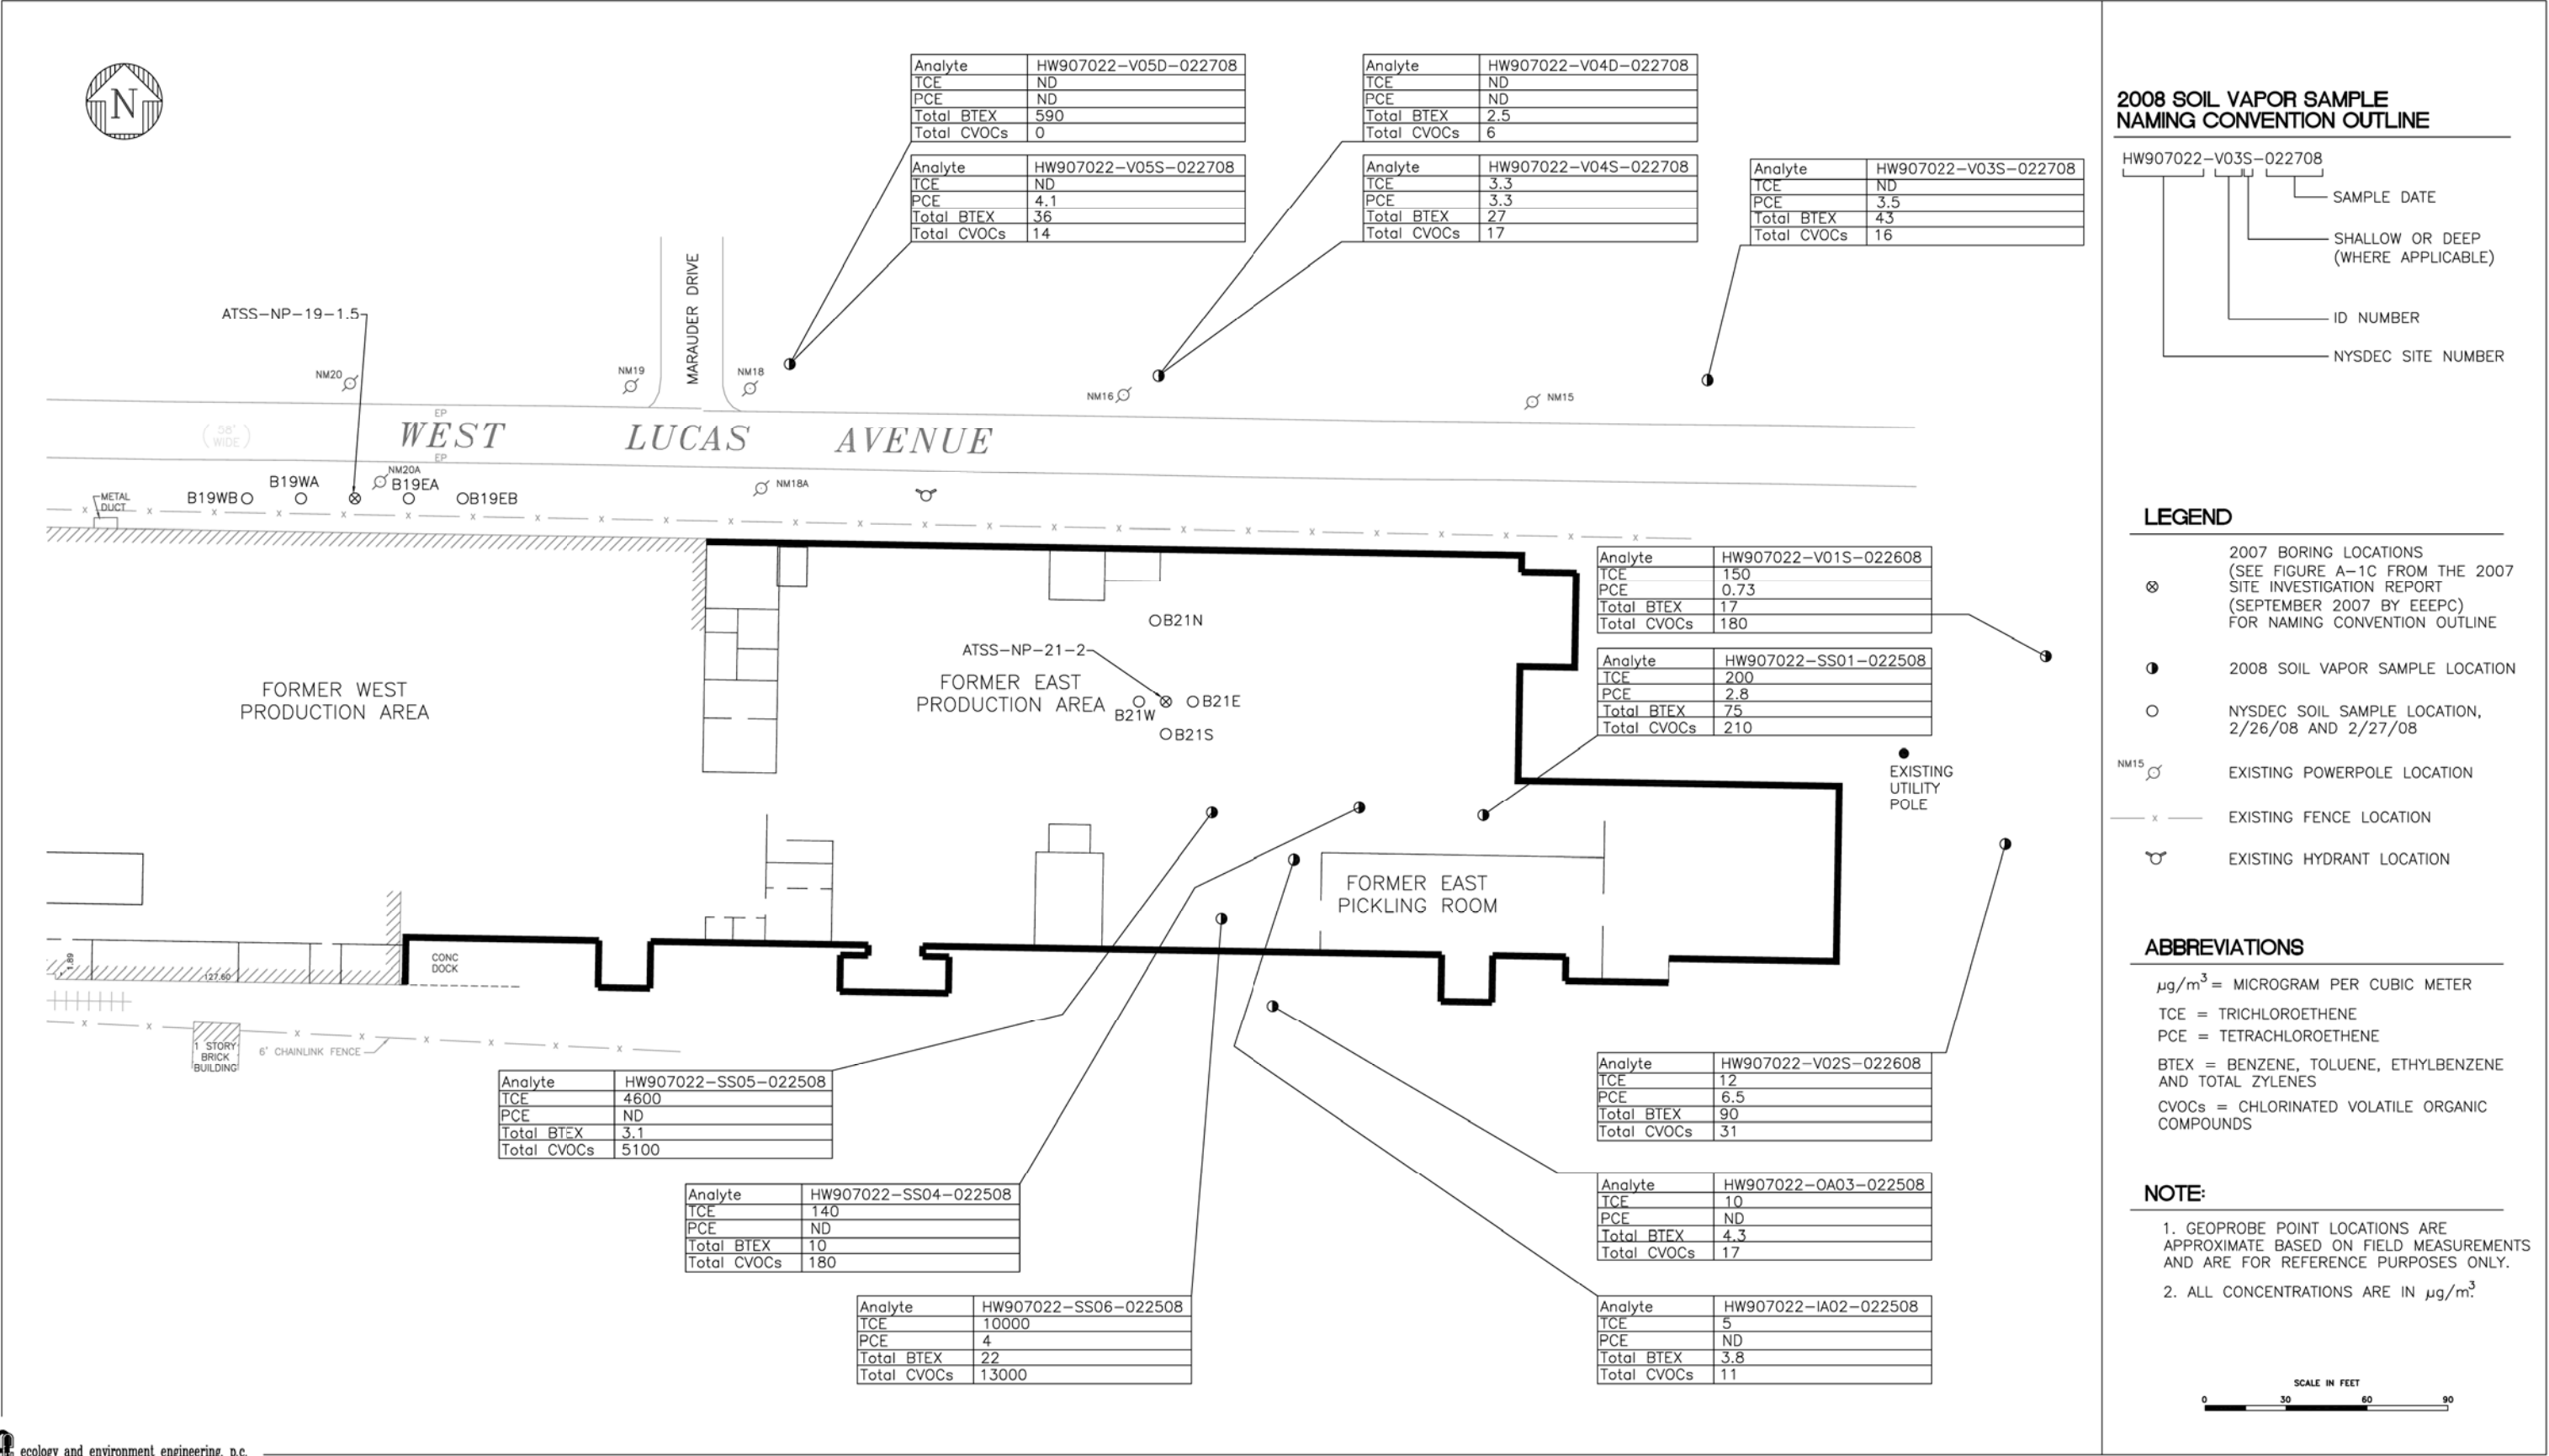 N
Analyte HW907022-V05D-022708
TCE ND
PCE ND
Total BTEX 590
Total CVOCs 0
Analyte HW907022-V05S-022708
TCE ND
PCE 4.1
Total BTEX 36
Total CVOCs 14
Analyte HW907022-V04D-022708
TCE ND
PCE ND
Total BTEX 2.5
Total CVOCs 6
Analyte HW907022-V04S-022708
TCE 3.3
PCE 3.3
Total BTEX 27
Total CVOCs 17
Analyte HW907022-V03S-022708
TCE ND
PCE 3.5
Total BTEX 43
Total CVOCs 16
ATSS-NP-19-1.5
MARAUDER DRIVE
NM20
NM19
NM18
NM16
NM15
EP
(58'
WIDE)
WEST LUCAS AVENUE
EP
NM20A
B19WB
B19WA
B19EA
B19EB
NM18A
METAL
DUCT
B21N
ATSS-NP-21-2
FORMER EAST
PRODUCTION AREA
B21W
B21E
B21S
FORMER WEST
PRODUCTION AREA
Analyte HW907022-V01S-022608
TCE 150
PCE 0.73
Total BTEX 17
Total CVOCs 180
Analyte HW907022-SS01-022508
TCE 200
PCE 2.8
Total BTEX 75
Total CVOCs 210
EXISTING
UTILITY
POLE
FORMER EAST
PICKLING ROOM
CONC
DOCK
1.89
127.60
1 STORY
BRICK
BUILDING
6' CHAINLINK FENCE
Analyte HW907022-SS05-022508
TCE 4600
PCE ND
Total BTEX 3.1
Total CVOCs 5100
Analyte HW907022-SS04-022508
TCE 140
PCE ND
Total BTEX 10
Total CVOCs 180
Analyte HW907022-SS06-022508
TCE 10000
PCE 4
Total BTEX 22
Total CVOCs 13000
Analyte HW907022-V02S-022608
TCE 12
PCE 6.5
Total BTEX 90
Total CVOCs 31
Analyte HW907022-OA03-022508
TCE 10
PCE ND
Total BTEX 4.3
Total CVOCs 17
Analyte HW907022-IA02-022508
TCE 5
PCE ND
Total BTEX 3.8
Total CVOCs 11
2008 SOIL VAPOR SAMPLE
NAMING CONVENTION OUTLINE
HW907022-V03S-022708
SAMPLE DATE
SHALLOW OR DEEP
(WHERE APPLICABLE)
ID NUMBER
NYSDEC SITE NUMBER
LEGEND
2007 BORING LOCATIONS
(SEE FIGURE A-1C FROM THE 2007
SITE INVESTIGATION REPORT
(SEPTEMBER 2007 BY EEEPC)
FOR NAMING CONVENTION OUTLINE
2008 SOIL VAPOR SAMPLE LOCATION
NYSDEC SOIL SAMPLE LOCATION,
2/26/08 AND 2/27/08
NM15 EXISTING POWERPOLE LOCATION
x EXISTING FENCE LOCATION
EXISTING HYDRANT LOCATION
ABBREVIATIONS
µg/m³ = MICROGRAM PER CUBIC METER
TCE = TRICHLOROETHENE
PCE = TETRACHLOROETHENE
BTEX = BENZENE, TOLUENE, ETHYLBENZENE
AND TOTAL ZYLENES
CVOCs = CHLORINATED VOLATILE ORGANIC
COMPOUNDS
NOTE:
1. GEOPROBE POINT LOCATIONS ARE
APPROXIMATE BASED ON FIELD MEASUREMENTS
AND ARE FOR REFERENCE PURPOSES ONLY.
2. ALL CONCENTRATIONS ARE IN µg/m³.
SCALE IN FEET
0 30 60 90
ecology and environment engineering, p.c.